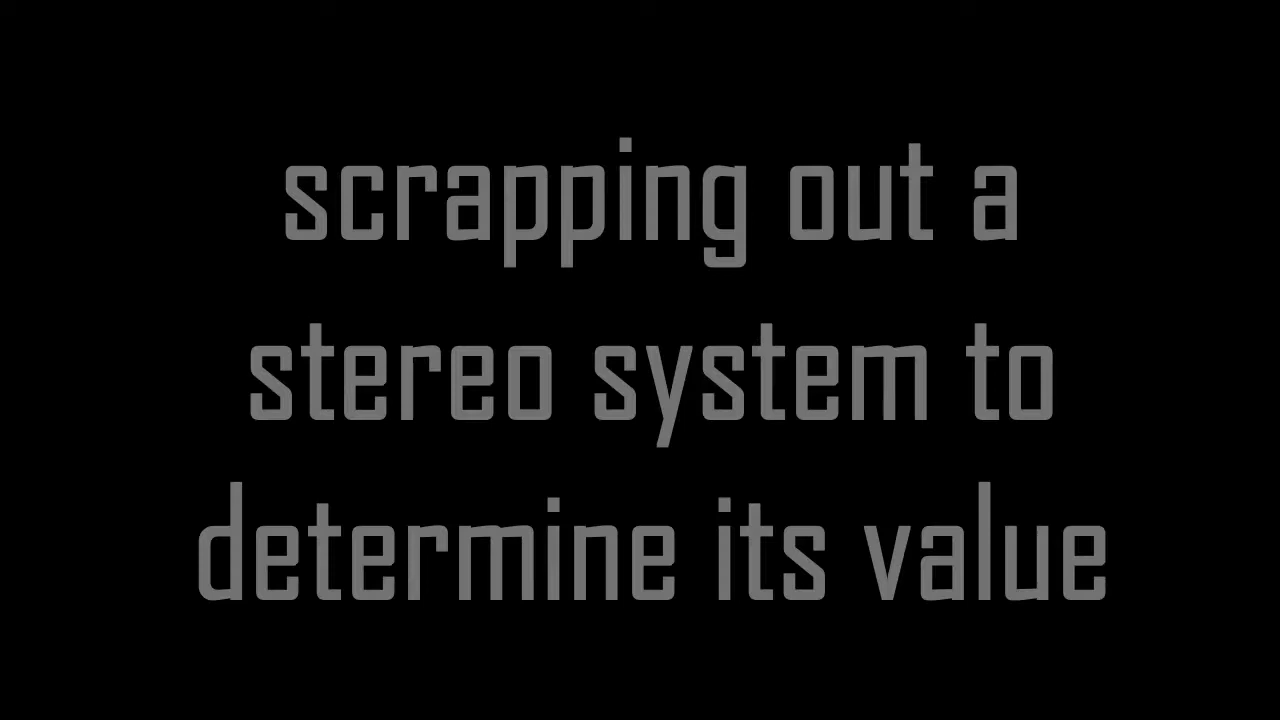 scrapping out a
stereo system to
determine its value